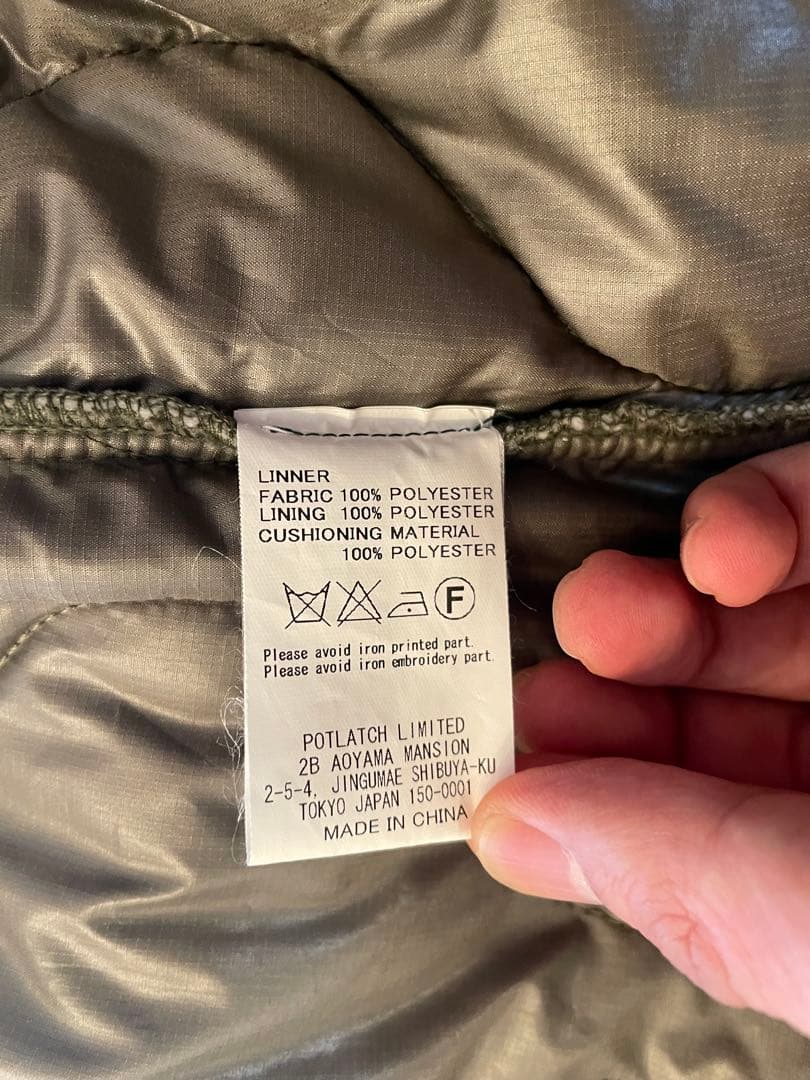 LINNER
FABRIC 100% POLYESTER
LINING 100% POLYESTER
CUSHIONING MATERIAL
100% POLYESTER
F
Please avoid iron printed part.
Please avoid iron embroidery part.
POTLATCH LIMITED
2B AOYAMA MANSION
2-5-4, JINGUMAE SHIBUYA-KU
TOKYO JAPAN 150-0001
MADE IN CHINA